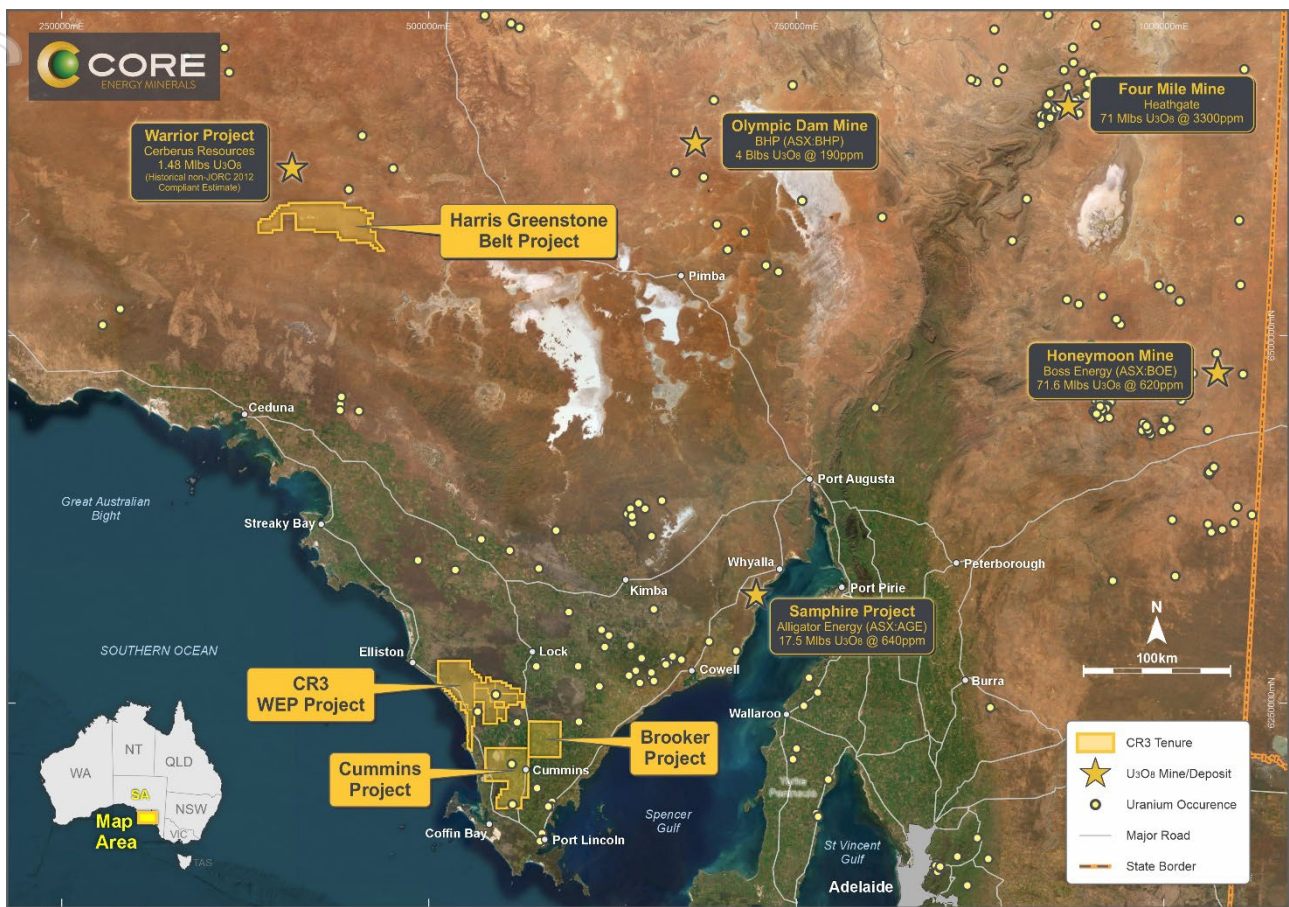 250000mE
500000mE
750000mE
1000000mE
CORE
ENERGY MINERALS
Warrior Project
Cerberus Resources
1.48 Mlbs U3O8
(Historical non-JORC 2012
Compliant Estimate)
Olympic Dam Mine
BHP (ASX:BHP)
4 Blbs U3O8 @ 190ppm
Four Mile Mine
Heathgate
71 Mlbs U3O8 @ 3300ppm
Harris Greenstone
Belt Project
Pimba
6500000mN
Honeymoon Mine
Boss Energy (ASX:BOE)
71.6 Mlbs U3O8 @ 620ppm
Ceduna
Great Australian
Bight
Streaky Bay
Port Augusta
Whyalla
Kimba
Port Pirie
Peterborough
Samphire Project
Alligator Energy (ASX:AGE)
17.5 Mlbs U3O8 @ 640ppm
N
100km
SOUTHERN OCEAN
Elliston
Lock
Cowell
Burra
CR3
WEP Project
Wallaroo
6250000mN
Brooker
Project
Cummins
Project
Cummins
Yorke
Peninsula
Coffin Bay
Port Lincoln
Spencer
Gulf
St Vincent
Gulf
Adelaide
WA
NT
QLD
SA
NSW
VIC
TAS
Map
Area
CR3 Tenure
U3O8 Mine/Deposit
Uranium Occurence
Major Road
State Border